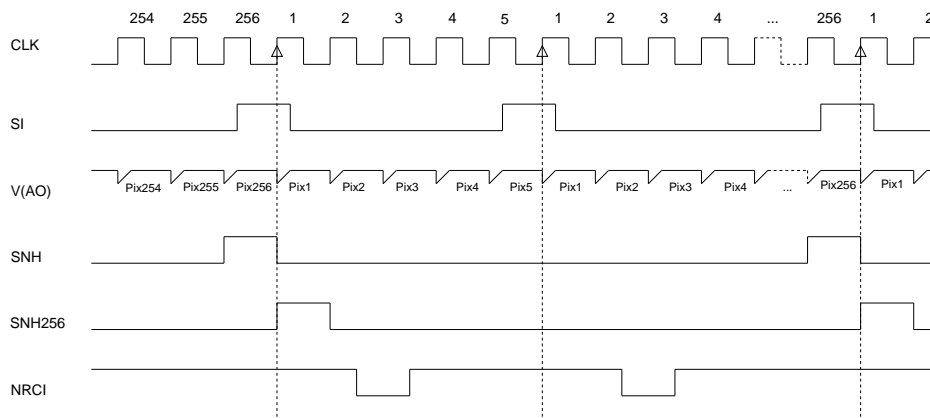 254 255 256 1 2 3 4 5 1 2 3 4 ... 256 1 2
CLK
SI
V(AO)
Pix254 Pix255 Pix256 Pix1 Pix2 Pix3 Pix4 Pix5 Pix1 Pix2 Pix3 Pix4 ... Pix256 Pix1
SNH
SNH256
NRCI